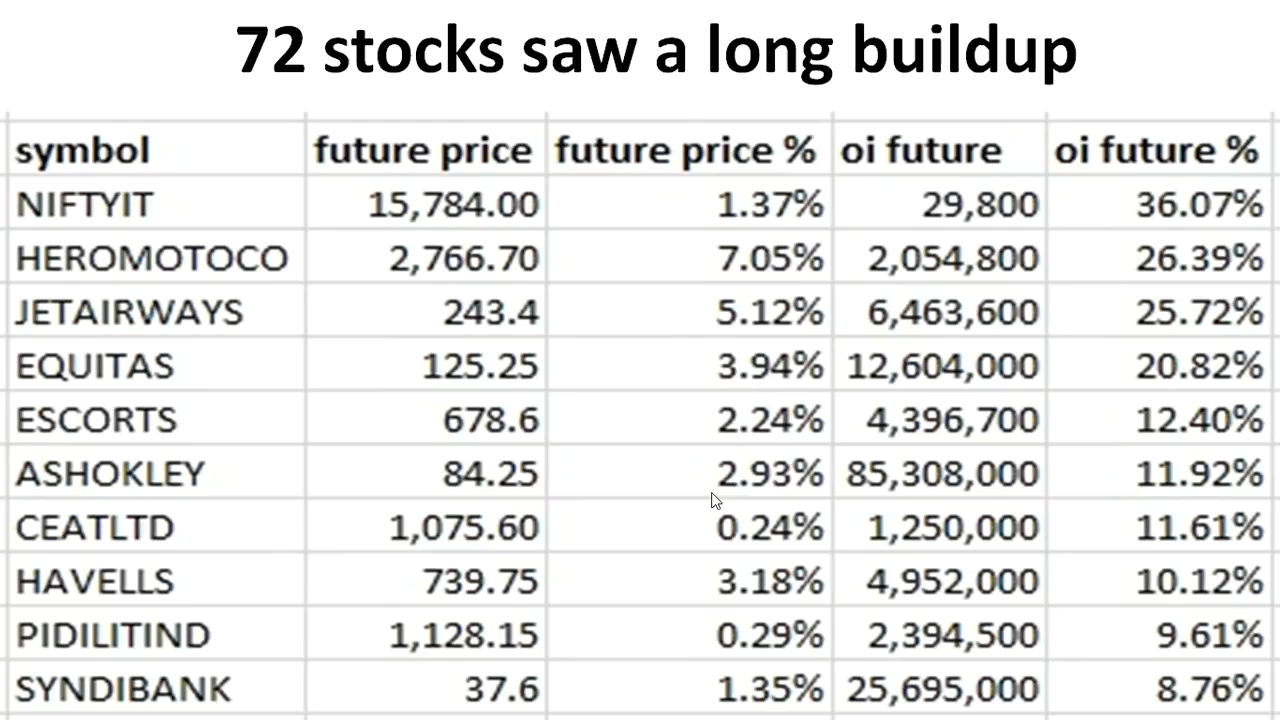 72 stocks saw a long buildup
symbol future price future price % oi future oi future %
NIFTYIT 15,784.00 1.37% 29,800 36.07%
HEROMOTOCO 2,766.70 7.05% 2,054,800 26.39%
JETAIRWAYS 243.4 5.12% 6,463,600 25.72%
EQUITAS 125.25 3.94% 12,604,000 20.82%
ESCORTS 678.6 2.24% 4,396,700 12.40%
ASHOKLEY 84.25 2.93% 85,308,000 11.92%
CEATLTD 1,075.60 0.24% 1,250,000 11.61%
HAVELLS 739.75 3.18% 4,952,000 10.12%
PIDILITIND 1,128.15 0.29% 2,394,500 9.61%
SYNDIBANK 37.6 1.35% 25,695,000 8.76%